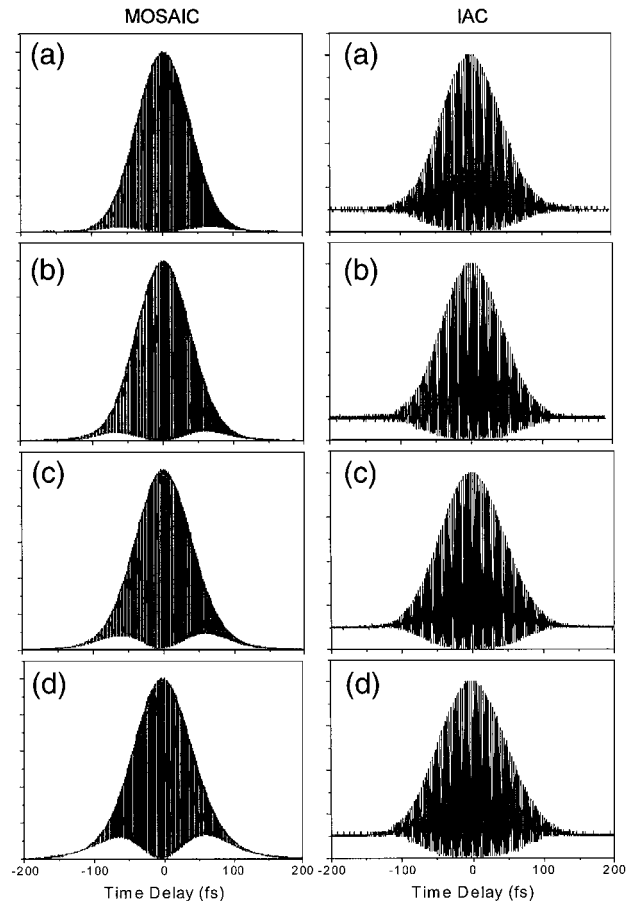 MOSAIC IAC
(a) (a)
(b) (b)
(c) (c)
(d) (d)
-200 -100 0 100 200 -200 -100 0 100 200
Time Delay (fs) Time Delay (fs)